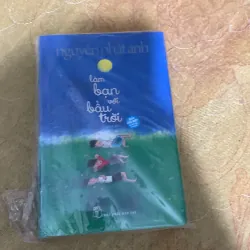 nguyễn nhật ánh
làm
bạn với
bầu
trời